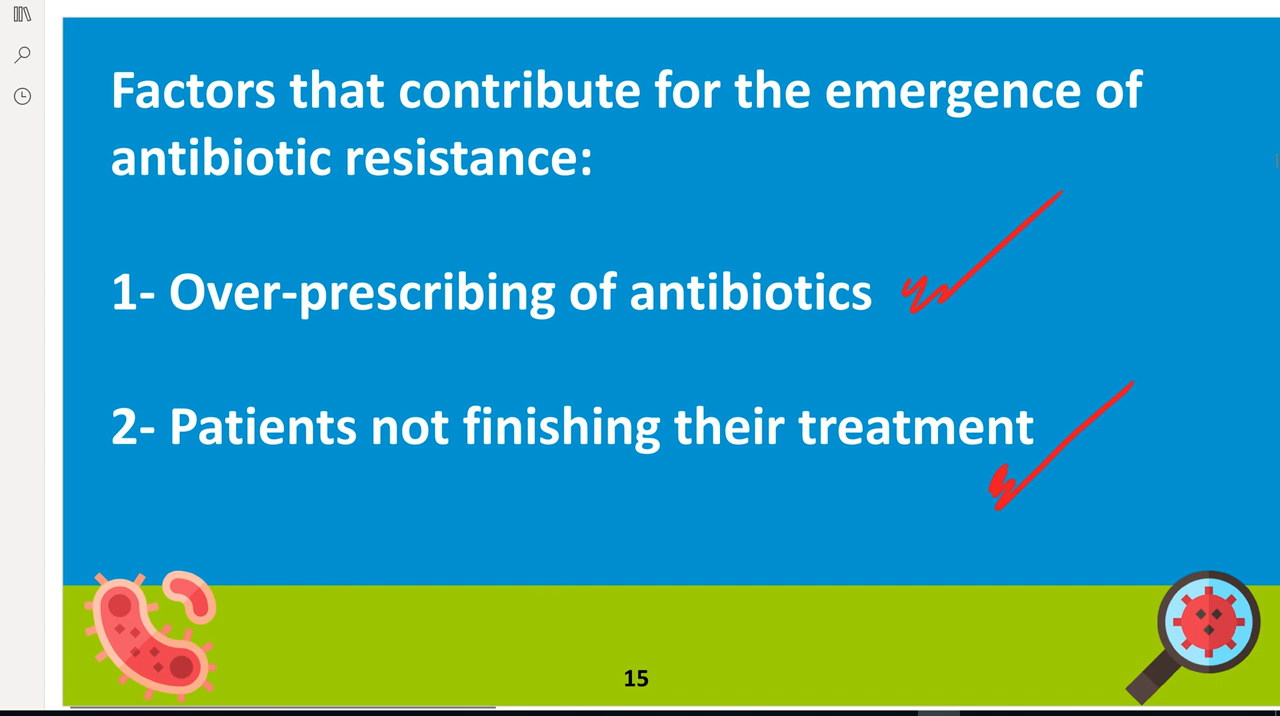 Factors that contribute for the emergence of
antibiotic resistance:
1- Over-prescribing of antibiotics
2- Patients not finishing their treatment
15